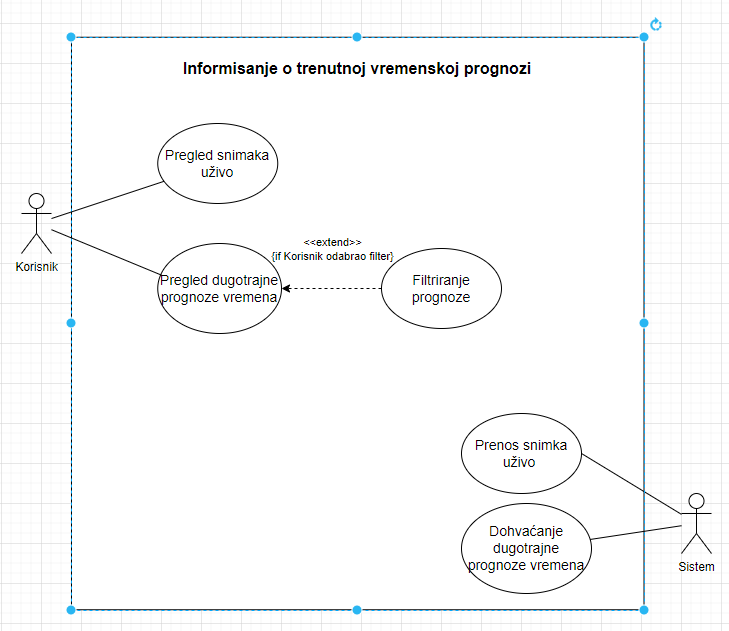 Informisanje o trenutnoj vremenskoj prognozi
Pregled snimaka
uživo
Korisnik
<<extend>>
{if Korisnik odabrao filter}
Pregled dugotrajne
prognoze vremena
Filtriranje
prognoze
Prenos snimka
uživo
Dohvaćanje
dugotrajne
prognoze vremena
Sistem